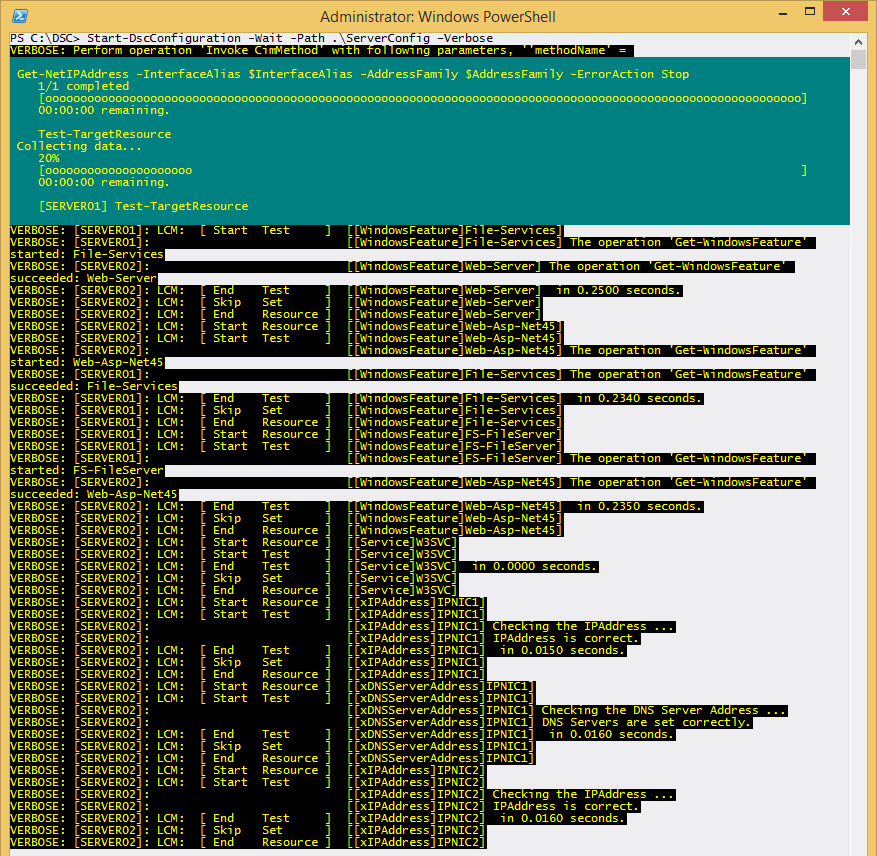 Administrator: Windows PowerShell
PS C:\DSC> Start-DscConfiguration -Wait -Path .\ServerConfig -Verbose
VERBOSE: Perform operation 'Invoke CimMethod' with following parameters, ''methodName' =
Get-NetIPAddress -InterfaceAlias $InterfaceAlias -AddressFamily $AddressFamily -ErrorAction Stop
1/1 completed
[oooooooooooooooooooooooooooooooooooooooooooooooooooooooooooooooooooooooooooooooooooooooooooooooooooooooooooo]
00:00:00 remaining.
Test-TargetResource
Collecting data...
20%
[ooooooooooooooooooooo ]
00:00:00 remaining.
[SERVER01] Test-TargetResource
VERBOSE: [SERVER01]: LCM: [ Start Test ] [[WindowsFeature]File-Services]
VERBOSE: [SERVER01]: [[WindowsFeature]File-Services] The operation 'Get-WindowsFeature'
started: File-Services
VERBOSE: [SERVER02]: [[WindowsFeature]Web-Server] The operation 'Get-WindowsFeature'
succeeded: Web-Server
VERBOSE: [SERVER02]: LCM: [ End Test ] [[WindowsFeature]Web-Server] in 0.2500 seconds.
VERBOSE: [SERVER02]: LCM: [ Skip Set ] [[WindowsFeature]Web-Server]
VERBOSE: [SERVER02]: LCM: [ End Resource ] [[WindowsFeature]Web-Server]
VERBOSE: [SERVER02]: LCM: [ Start Resource ] [[WindowsFeature]Web-Asp-Net45]
VERBOSE: [SERVER02]: LCM: [ Start Test ] [[WindowsFeature]Web-Asp-Net45]
VERBOSE: [SERVER02]: [[WindowsFeature]Web-Asp-Net45] The operation 'Get-WindowsFeature'
started: Web-Asp-Net45
VERBOSE: [SERVER01]: [[WindowsFeature]File-Services] The operation 'Get-WindowsFeature'
succeeded: File-Services
VERBOSE: [SERVER01]: LCM: [ End Test ] [[WindowsFeature]File-Services] in 0.2340 seconds.
VERBOSE: [SERVER01]: LCM: [ Skip Set ] [[WindowsFeature]File-Services]
VERBOSE: [SERVER01]: LCM: [ End Resource ] [[WindowsFeature]File-Services]
VERBOSE: [SERVER01]: LCM: [ Start Resource ] [[WindowsFeature]FS-FileServer]
VERBOSE: [SERVER01]: LCM: [ Start Test ] [[WindowsFeature]FS-FileServer]
VERBOSE: [SERVER01]: [[WindowsFeature]FS-FileServer] The operation 'Get-WindowsFeature'
started: FS-FileServer
VERBOSE: [SERVER02]: [[WindowsFeature]Web-Asp-Net45] The operation 'Get-WindowsFeature'
succeeded: Web-Asp-Net45
VERBOSE: [SERVER02]: LCM: [ End Test ] [[WindowsFeature]Web-Asp-Net45] in 0.2350 seconds.
VERBOSE: [SERVER02]: LCM: [ Skip Set ] [[WindowsFeature]Web-Asp-Net45]
VERBOSE: [SERVER02]: LCM: [ End Resource ] [[WindowsFeature]Web-Asp-Net45]
VERBOSE: [SERVER02]: LCM: [ Start Resource ] [[Service]W3SVC]
VERBOSE: [SERVER02]: LCM: [ Start Test ] [[Service]W3SVC]
VERBOSE: [SERVER02]: LCM: [ End Test ] [[Service]W3SVC] in 0.0000 seconds.
VERBOSE: [SERVER02]: LCM: [ Skip Set ] [[Service]W3SVC]
VERBOSE: [SERVER02]: LCM: [ End Resource ] [[Service]W3SVC]
VERBOSE: [SERVER02]: LCM: [ Start Resource ] [[xIPAddress]IPNIC1]
VERBOSE: [SERVER02]: LCM: [ Start Test ] [[xIPAddress]IPNIC1]
VERBOSE: [SERVER02]: [[xIPAddress]IPNIC1] Checking the IPAddress ...
VERBOSE: [SERVER02]: [[xIPAddress]IPNIC1] IPAddress is correct.
VERBOSE: [SERVER02]: LCM: [ End Test ] [[xIPAddress]IPNIC1] in 0.0150 seconds.
VERBOSE: [SERVER02]: LCM: [ Skip Set ] [[xIPAddress]IPNIC1]
VERBOSE: [SERVER02]: LCM: [ End Resource ] [[xIPAddress]IPNIC1]
VERBOSE: [SERVER02]: LCM: [ Start Resource ] [[xDNSServerAddress]IPNIC1]
VERBOSE: [SERVER02]: LCM: [ Start Test ] [[xDNSServerAddress]IPNIC1]
VERBOSE: [SERVER02]: [[xDNSServerAddress]IPNIC1] Checking the DNS Server Address ...
VERBOSE: [SERVER02]: [[xDNSServerAddress]IPNIC1] DNS Servers are set correctly.
VERBOSE: [SERVER02]: LCM: [ End Test ] [[xDNSServerAddress]IPNIC1] in 0.0160 seconds.
VERBOSE: [SERVER02]: LCM: [ Skip Set ] [[xDNSServerAddress]IPNIC1]
VERBOSE: [SERVER02]: LCM: [ End Resource ] [[xDNSServerAddress]IPNIC1]
VERBOSE: [SERVER02]: LCM: [ Start Resource ] [[xIPAddress]IPNIC2]
VERBOSE: [SERVER02]: LCM: [ Start Test ] [[xIPAddress]IPNIC2]
VERBOSE: [SERVER02]: [[xIPAddress]IPNIC2] Checking the IPAddress ...
VERBOSE: [SERVER02]: [[xIPAddress]IPNIC2] IPAddress is correct.
VERBOSE: [SERVER02]: LCM: [ End Test ] [[xIPAddress]IPNIC2] in 0.0160 seconds.
VERBOSE: [SERVER02]: LCM: [ Skip Set ] [[xIPAddress]IPNIC2]
VERBOSE: [SERVER02]: LCM: [ End Resource ] [[xIPAddress]IPNIC2]